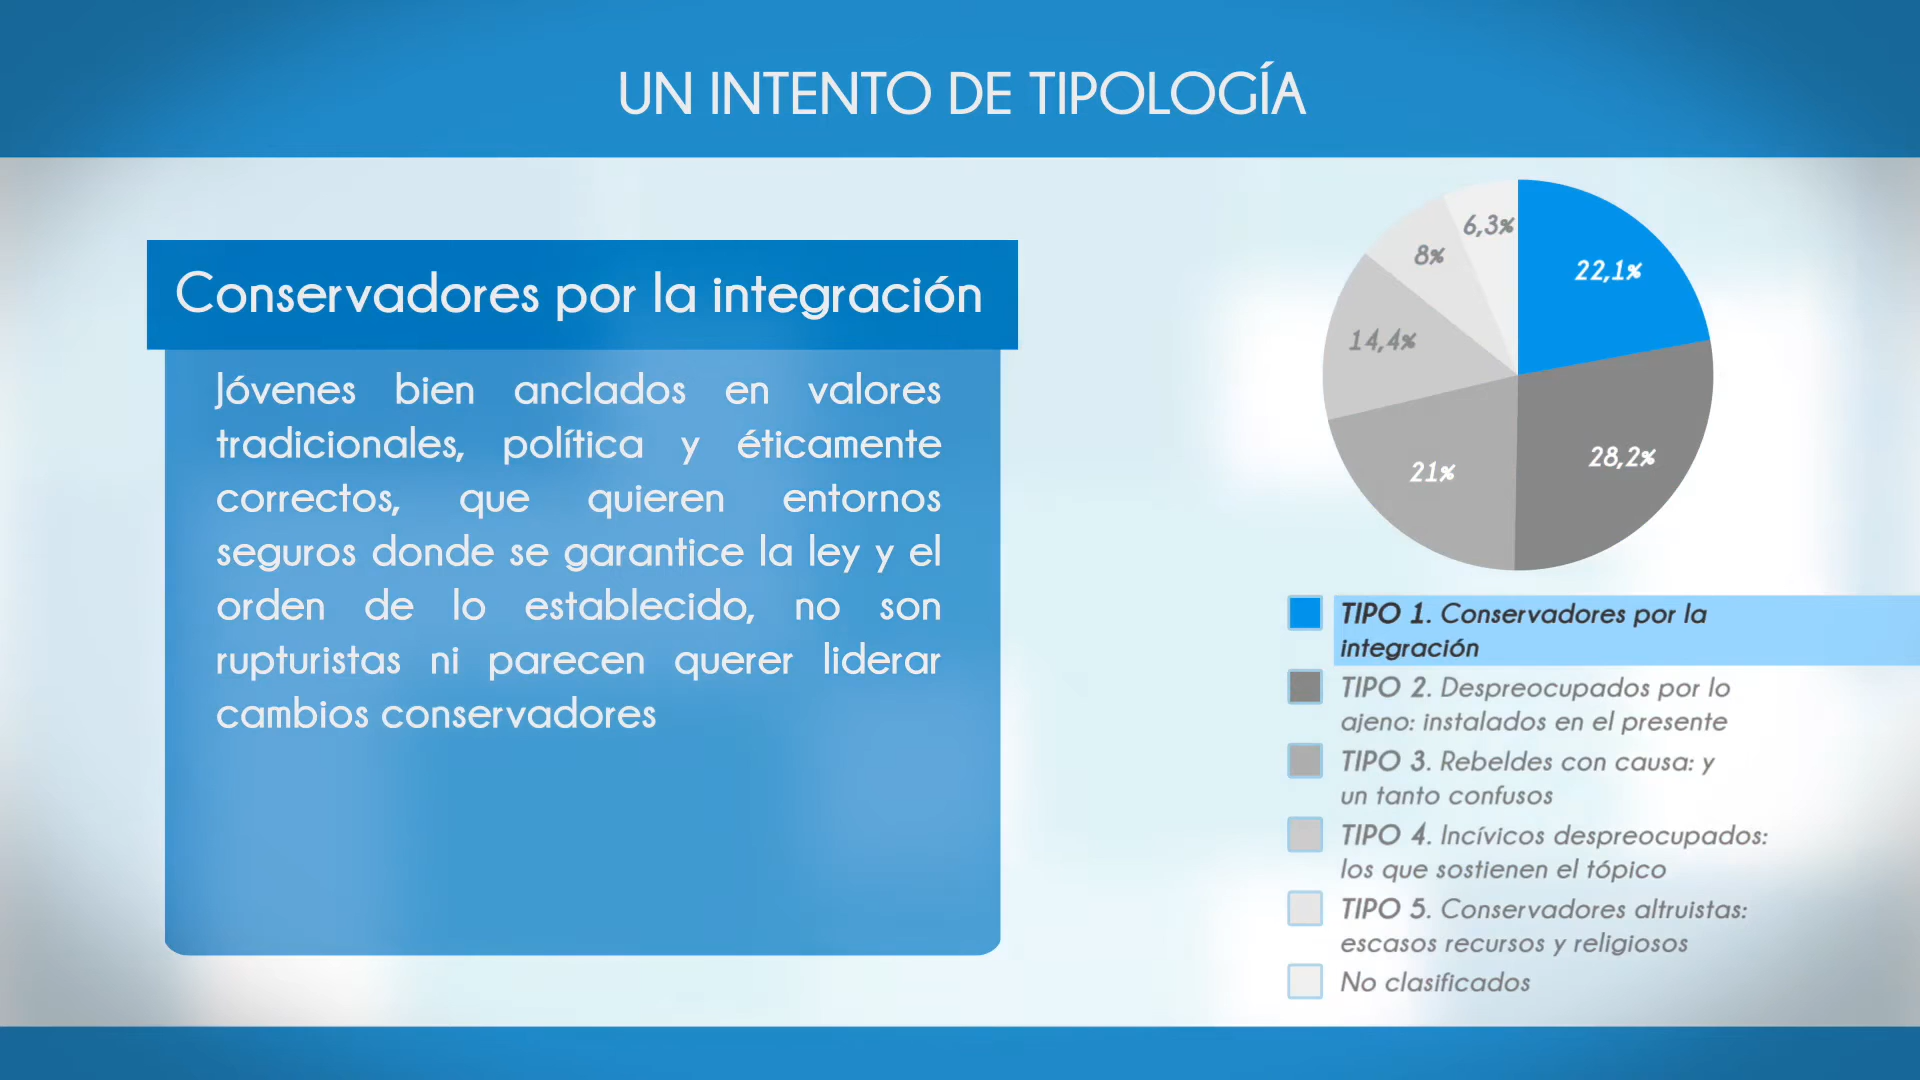 UN INTENTO DE TIPOLOGÍA
Conservadores por la integración
Jóvenes bien anclados en valores
tradicionales, política y éticamente
correctos, que quieren entornos
seguros donde se garantice la ley y el
orden de lo establecido, no son
rupturistas ni parecen querer liderar
cambios conservadores
6,3%
8%
22,1%
14,4%
28,2%
21%
TIPO 1. Conservadores por la
integración
TIPO 2. Despreocupados por lo
ajeno: instalados en el presente
TIPO 3. Rebeldes con causa: y
un tanto confusos
TIPO 4. Incívicos despreocupados:
los que sostienen el tópico
TIPO 5. Conservadores altruistas:
escasos recursos y religiosos
No clasificados